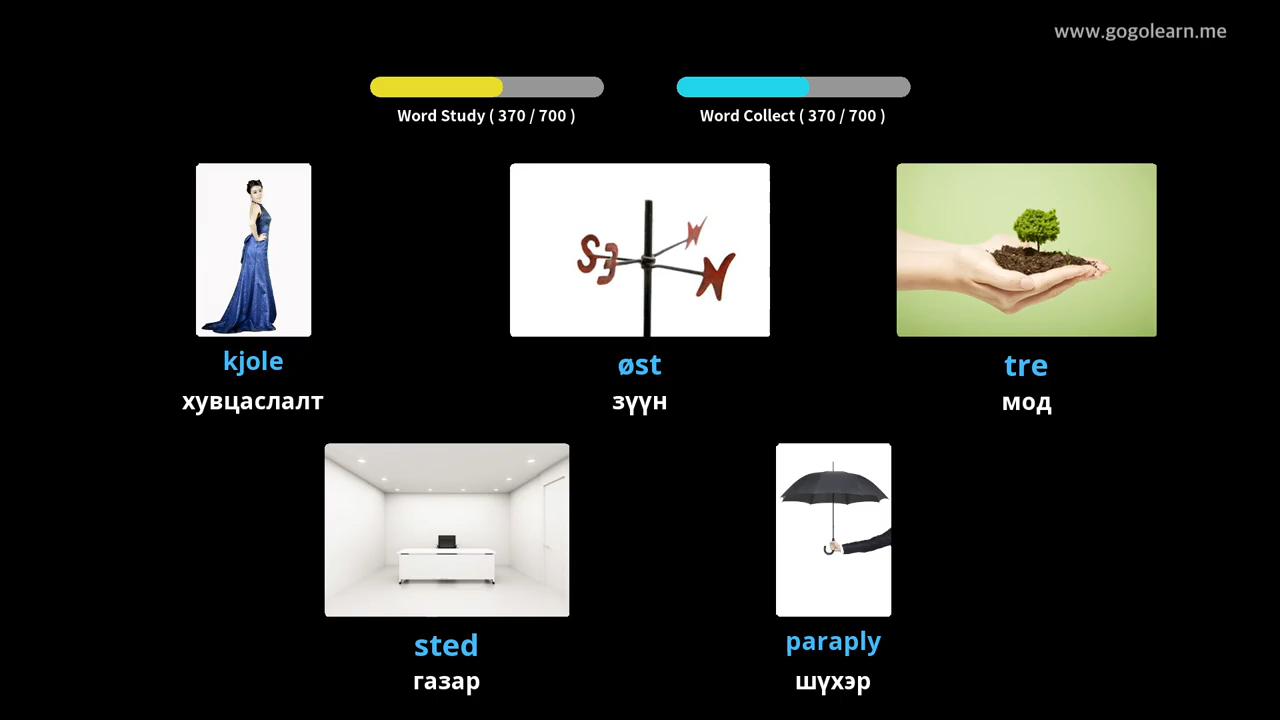 www.gogolearn.me
Word Study ( 370 / 700 )
Word Collect ( 370 / 700 )
S
E
W
N
kjole
хувцаслалт
øst
зүүн
tre
мод
sted
газар
paraply
шүхэр